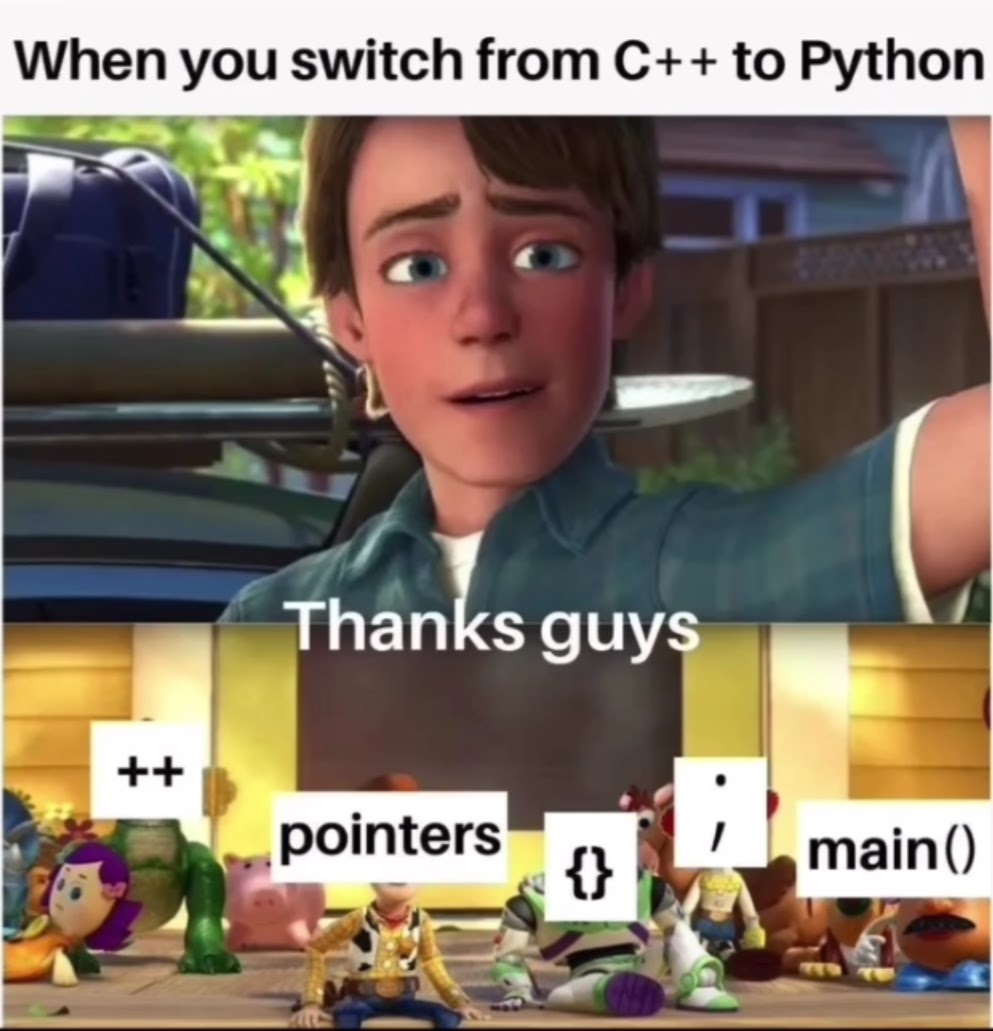 When you switch from C++ to Python
Thanks guys
++
pointers
{}
;
main()